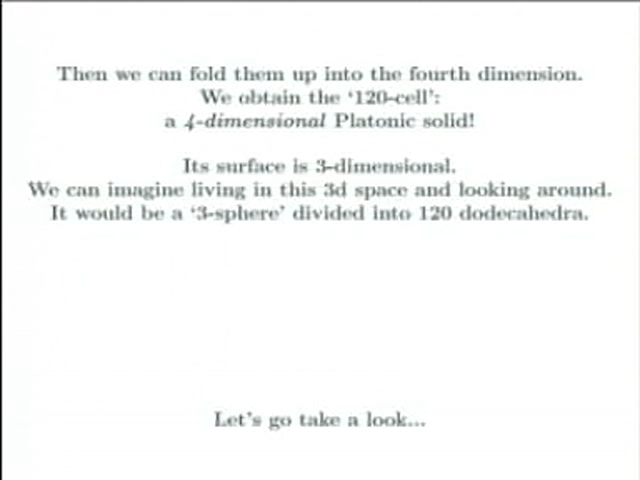 Then we can fold them up into the fourth dimension.
We obtain the ‘120-cell’:
a 4-dimensional Platonic solid!
Its surface is 3-dimensional.
We can imagine living in this 3d space and looking around.
It would be a ‘3-sphere’ divided into 120 dodecahedra.
Let’s go take a look...